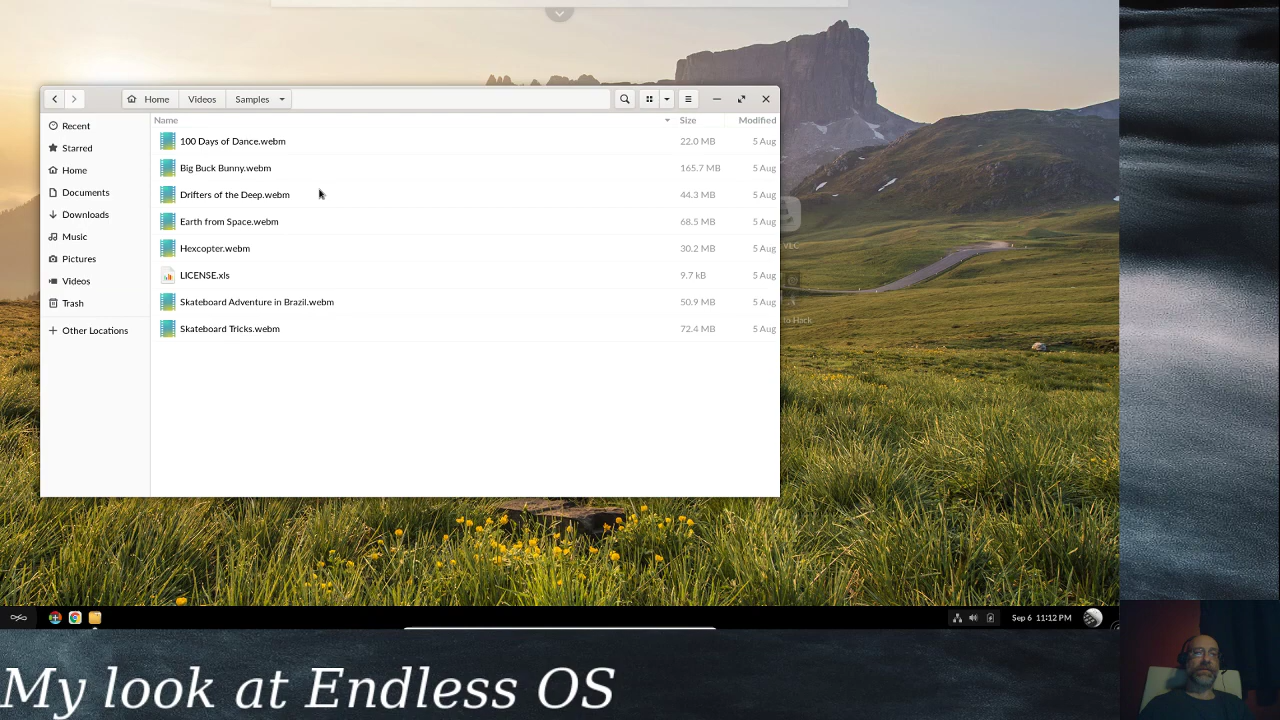 Home Videos Samples
Name Size Modified
Recent
Starred
Home
Documents
Downloads
Music
Pictures
Videos
Trash
Other Locations
100 Days of Dance.webm 22.0 MB 5 Aug
Big Buck Bunny.webm 165.7 MB 5 Aug
Drifters of the Deep.webm 44.3 MB 5 Aug
Earth from Space.webm 68.5 MB 5 Aug
Hexcopter.webm 30.2 MB 5 Aug
LICENSE.xls 9.7 kB 5 Aug
Skateboard Adventure in Brazil.webm 50.9 MB 5 Aug
Skateboard Tricks.webm 72.4 MB 5 Aug
VLC
to Hack
Sep 6 11:12 PM
My look at Endless OS